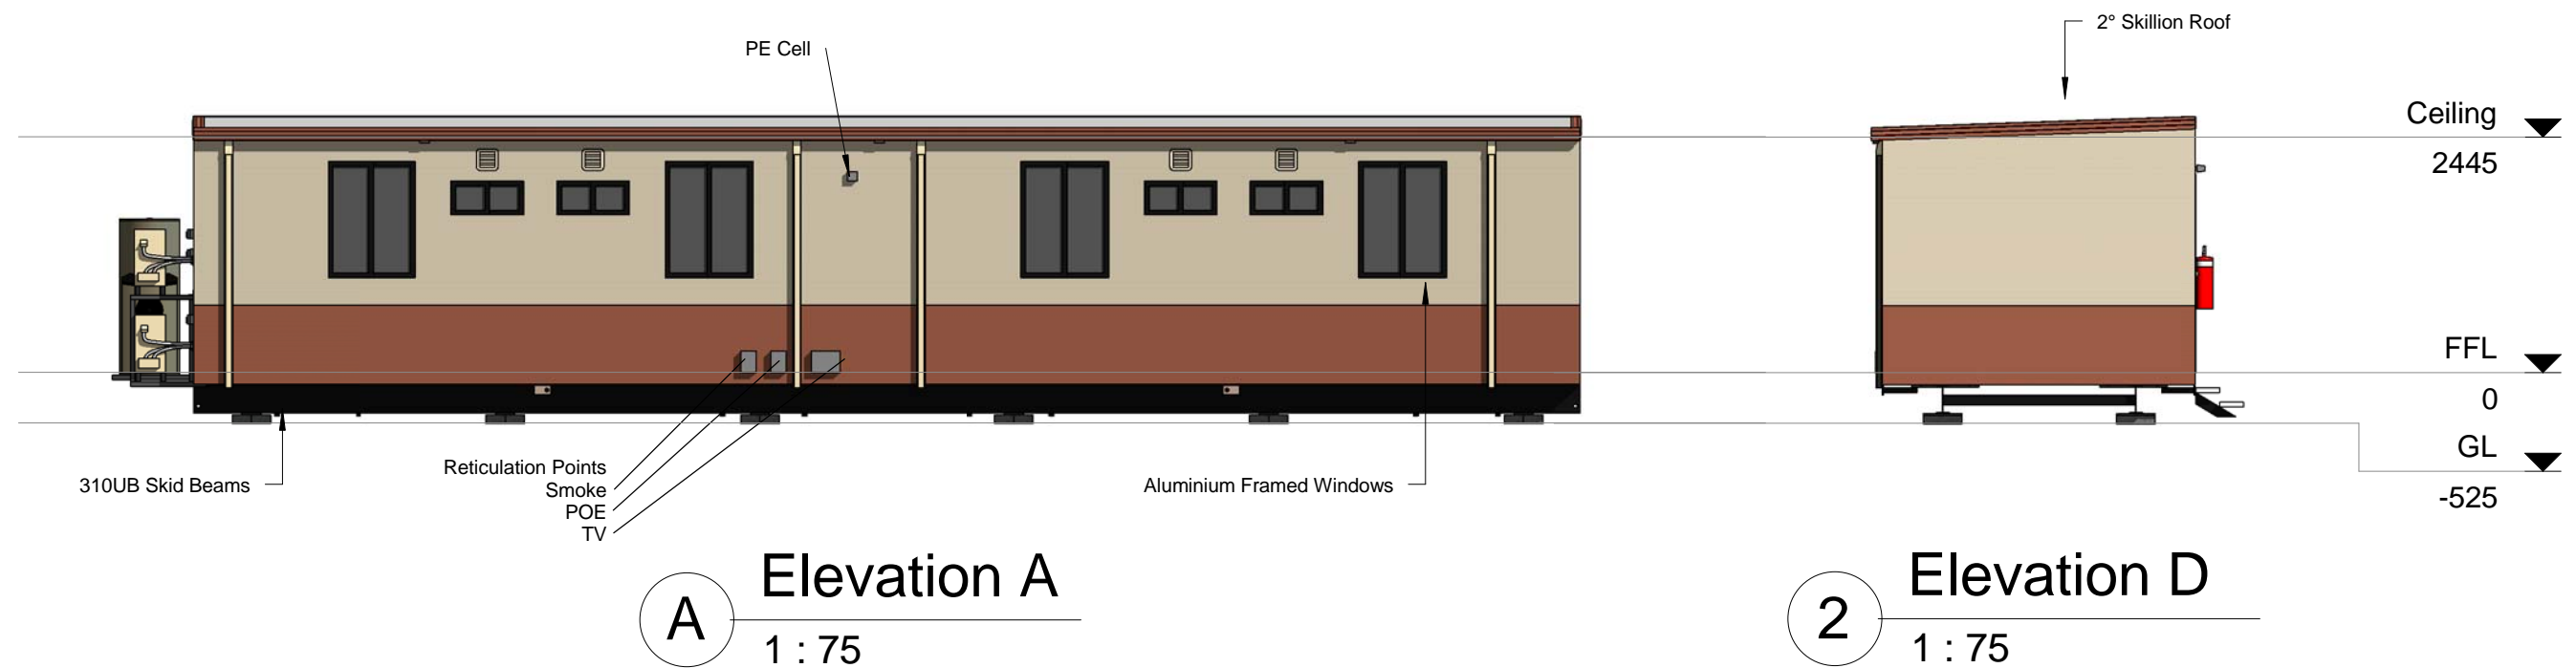 2° Skillion Roof
PE Cell
Ceiling
2445
FFL
0
GL
-525
310UB Skid Beams
Reticulation Points
Smoke
POE
TV
Aluminium Framed Windows
A
Elevation A
1 : 75
2
Elevation D
1 : 75